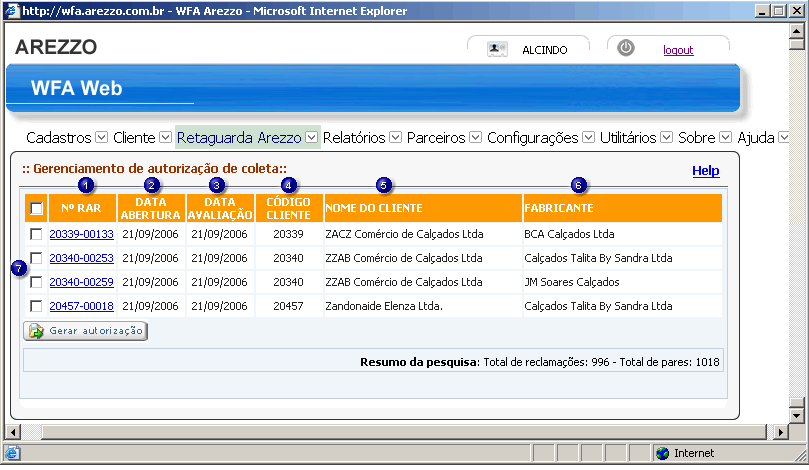 http://wfa.arezzo.com.br - WFA Arezzo - Microsoft Internet Explorer
AREZZO ALCINDO logout
WFA Web
Cadastros Cliente Retaguarda Arezzo Relatórios Parceiros Configurações Utilitários Sobre Ajuda
:: Gerenciamento de autorização de coleta:: Help
1 2 3 4 5 6
Nº RAR DATA ABERTURA DATA AVALIAÇÃO CÓDIGO CLIENTE NOME DO CLIENTE FABRICANTE
20339-00133 21/09/2006 21/09/2006 20339 ZACZ Comércio de Calçados Ltda BCA Calçados Ltda
20340-00253 21/09/2006 21/09/2006 20340 ZZAB Comércio de Calçados Ltda Calçados Talita By Sandra Ltda
7
20340-00259 21/09/2006 21/09/2006 20340 ZZAB Comércio de Calçados Ltda JM Soares Calçados
20457-00018 21/09/2006 21/09/2006 20457 Zandonaide Elenza Ltda. Calçados Talita By Sandra Ltda
Gerar autorização
Resumo da pesquisa: Total de reclamações: 996 - Total de pares: 1018
Internet